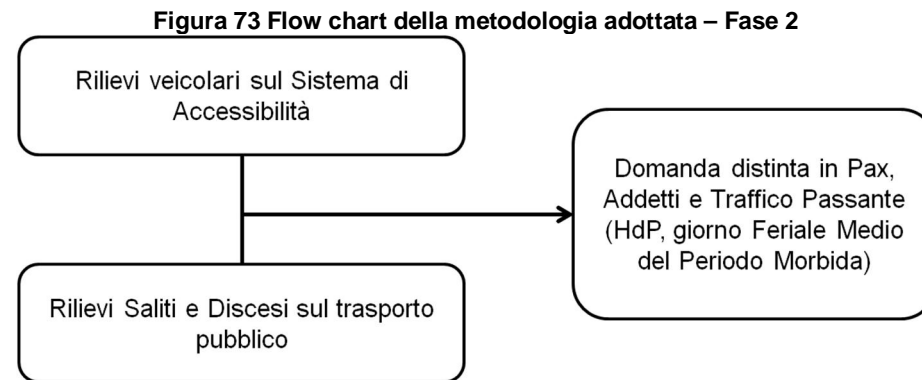 Figura 73 Flow chart della metodologia adottata – Fase 2
Rilievi veicolari sul Sistema di
Accessibilità
Domanda distinta in Pax,
Addetti e Traffico Passante
(HdP, giorno Feriale Medio
del Periodo Morbida)
Rilievi Saliti e Discesi sul trasporto
pubblico